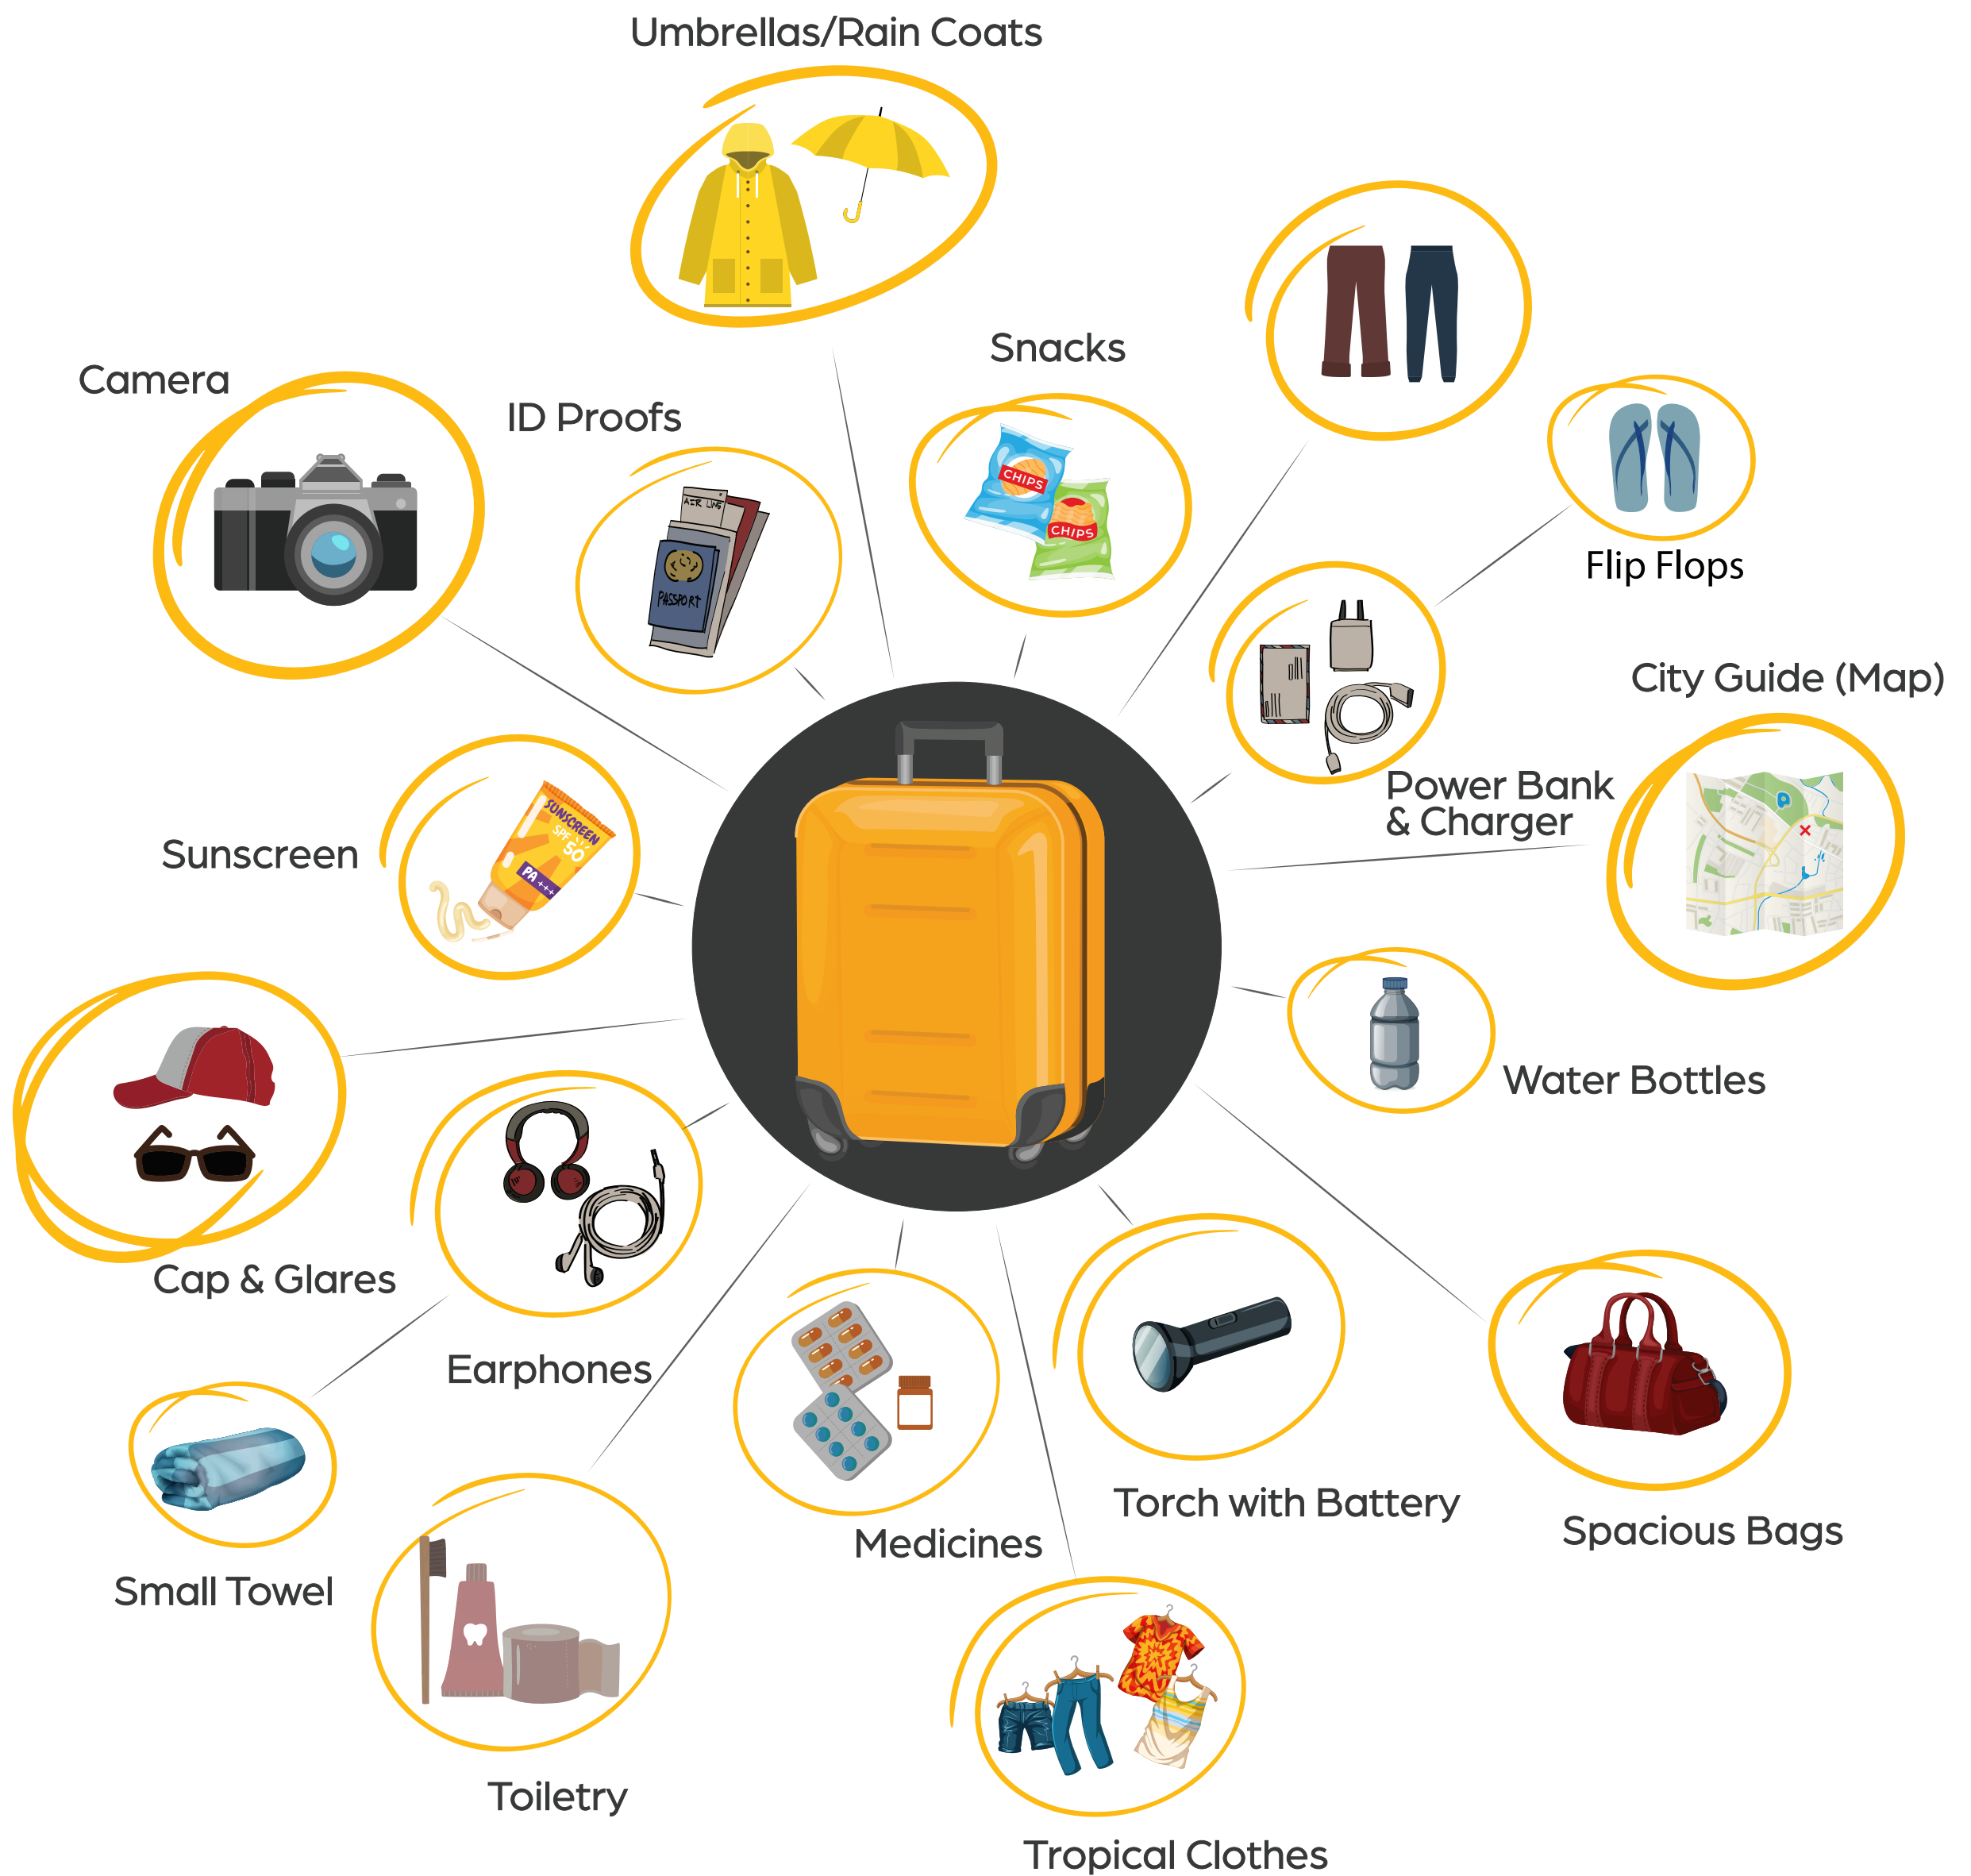 Umbrellas/Rain Coats
Snacks
CHIPS
CHIPS
Camera
ID Proofs
AIR LINE
PASSPORT
Flip Flops
City Guide (Map)
Power Bank
& Charger
Sunscreen
SUNSCREEN
SPF
50
PA +++
Water Bottles
Cap & Glares
Earphones
Small Towel
Medicines
Torch with Battery
Spacious Bags
Toiletry
Tropical Clothes